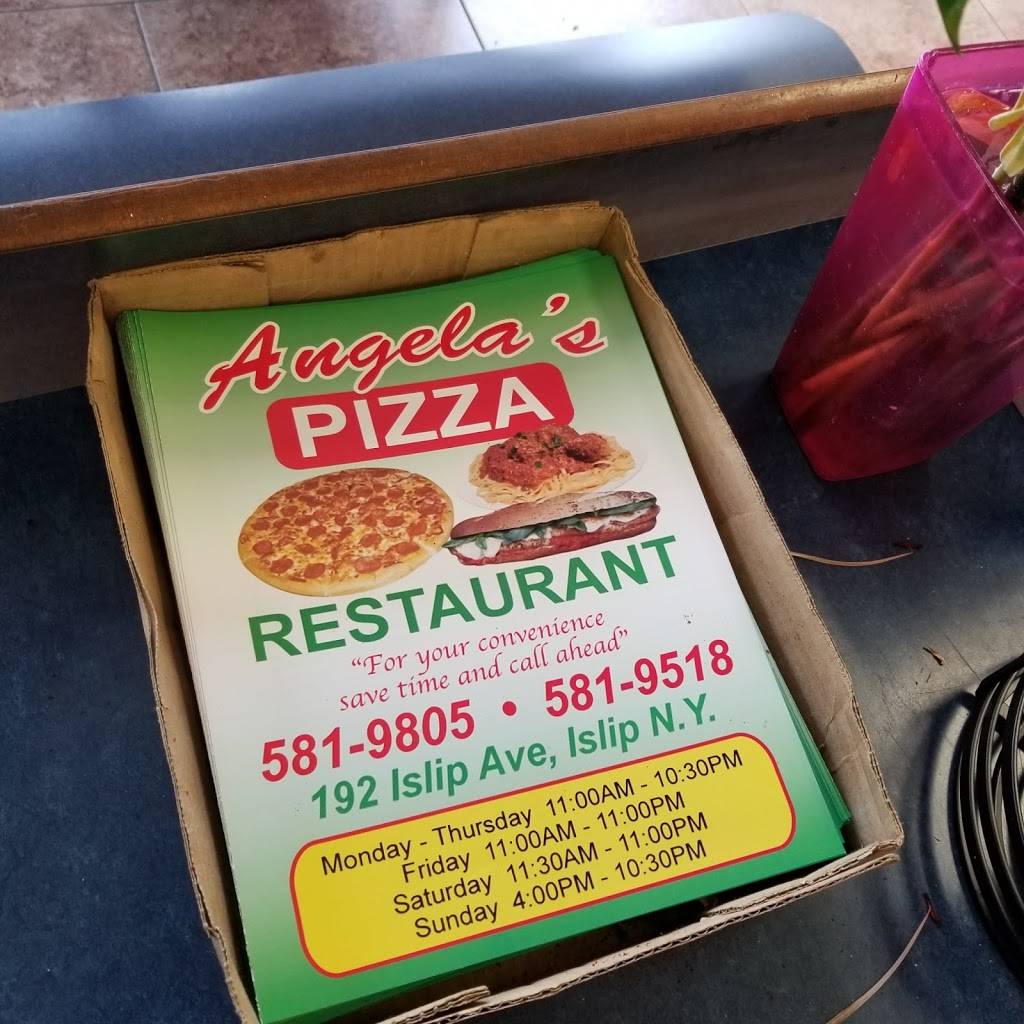 Angela's
PIZZA
RESTAURANT
“For your convenience
save time and call ahead”
581-9805 • 581-9518
192 Islip Ave, Islip N.Y.
Monday - Thursday 11:00AM - 10:30PM
Friday 11:00AM - 11:00PM
Saturday 11:30AM - 11:00PM
Sunday 4:00PM - 10:30PM